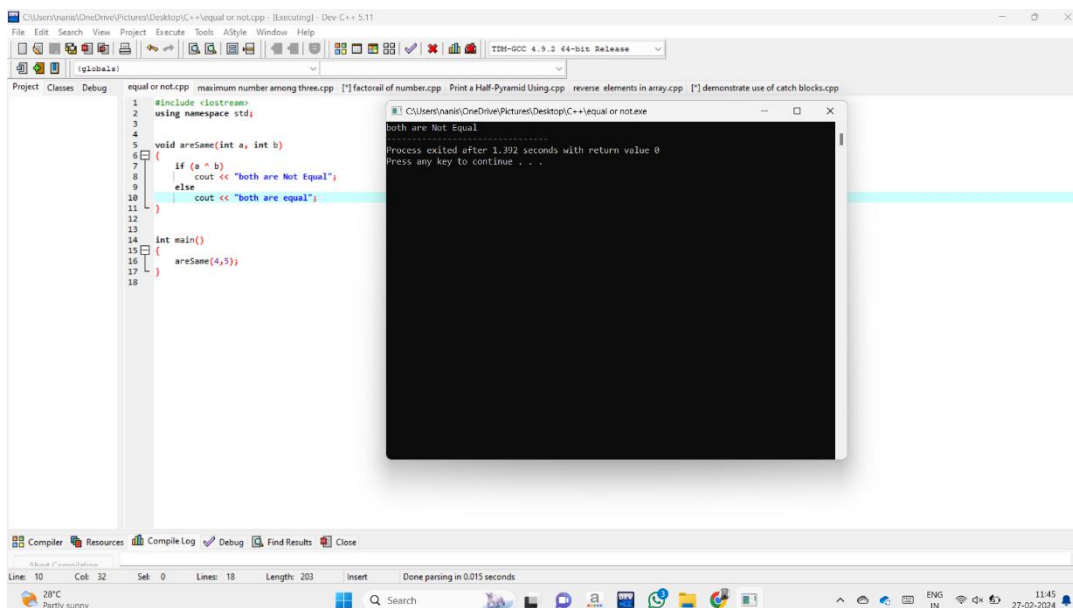 C:\Users\nanis\OneDrive\Pictures\Desktop\C++\equal or not.cpp - [Executing] - Dev-C++ 5.11
File Edit Search View Project Execute Tools AStyle Window Help
TDM-GCC 4.9.2 64-bit Release
(globals)
Project Classes Debug
equal or not.cpp maximum number among three.cpp [*] factorail of number.cpp Print a Half-Pyramid Using.cpp reverse elements in array.cpp [*] demonstrate use of catch blocks.cpp
1 #include <iostream>
2 using namespace std;
3
4
5 void areSame(int a, int b)
6 {
7 if (a ^ b)
8 cout << "both are Not Equal";
9 else
10 cout << "both are equal";
11 }
12
13
14 int main()
15 {
16 areSame(4,5);
17 }
18
C:\Users\nanis\OneDrive\Pictures\Desktop\C++\equal or not.exe
both are Not Equal
--------------------------------
Process exited after 1.392 seconds with return value 0
Press any key to continue . . .
Compiler Resources Compile Log Debug Find Results Close
Abort Compilation
Line: 10 Col: 32 Sel: 0 Lines: 18 Length: 203 Insert Done parsing in 0.015 seconds
28°C
Partly sunny
Search
ENG
IN
11:45
27-02-2024